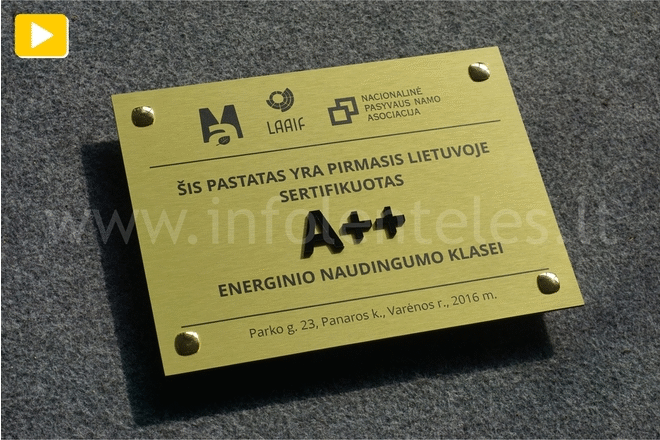 LAAIF
NACIONALINĖ
PASYVAUS NAMO
ASOCIACIJA
ŠIS PASTATAS YRA PIRMASIS LIETUVOJE
SERTIFIKUOTAS
www.infolenteles.lt
A++
ENERGINIO NAUDINGUMO KLASEI
Parko g. 23, Panaros k., Varėnos r., 2016 m.